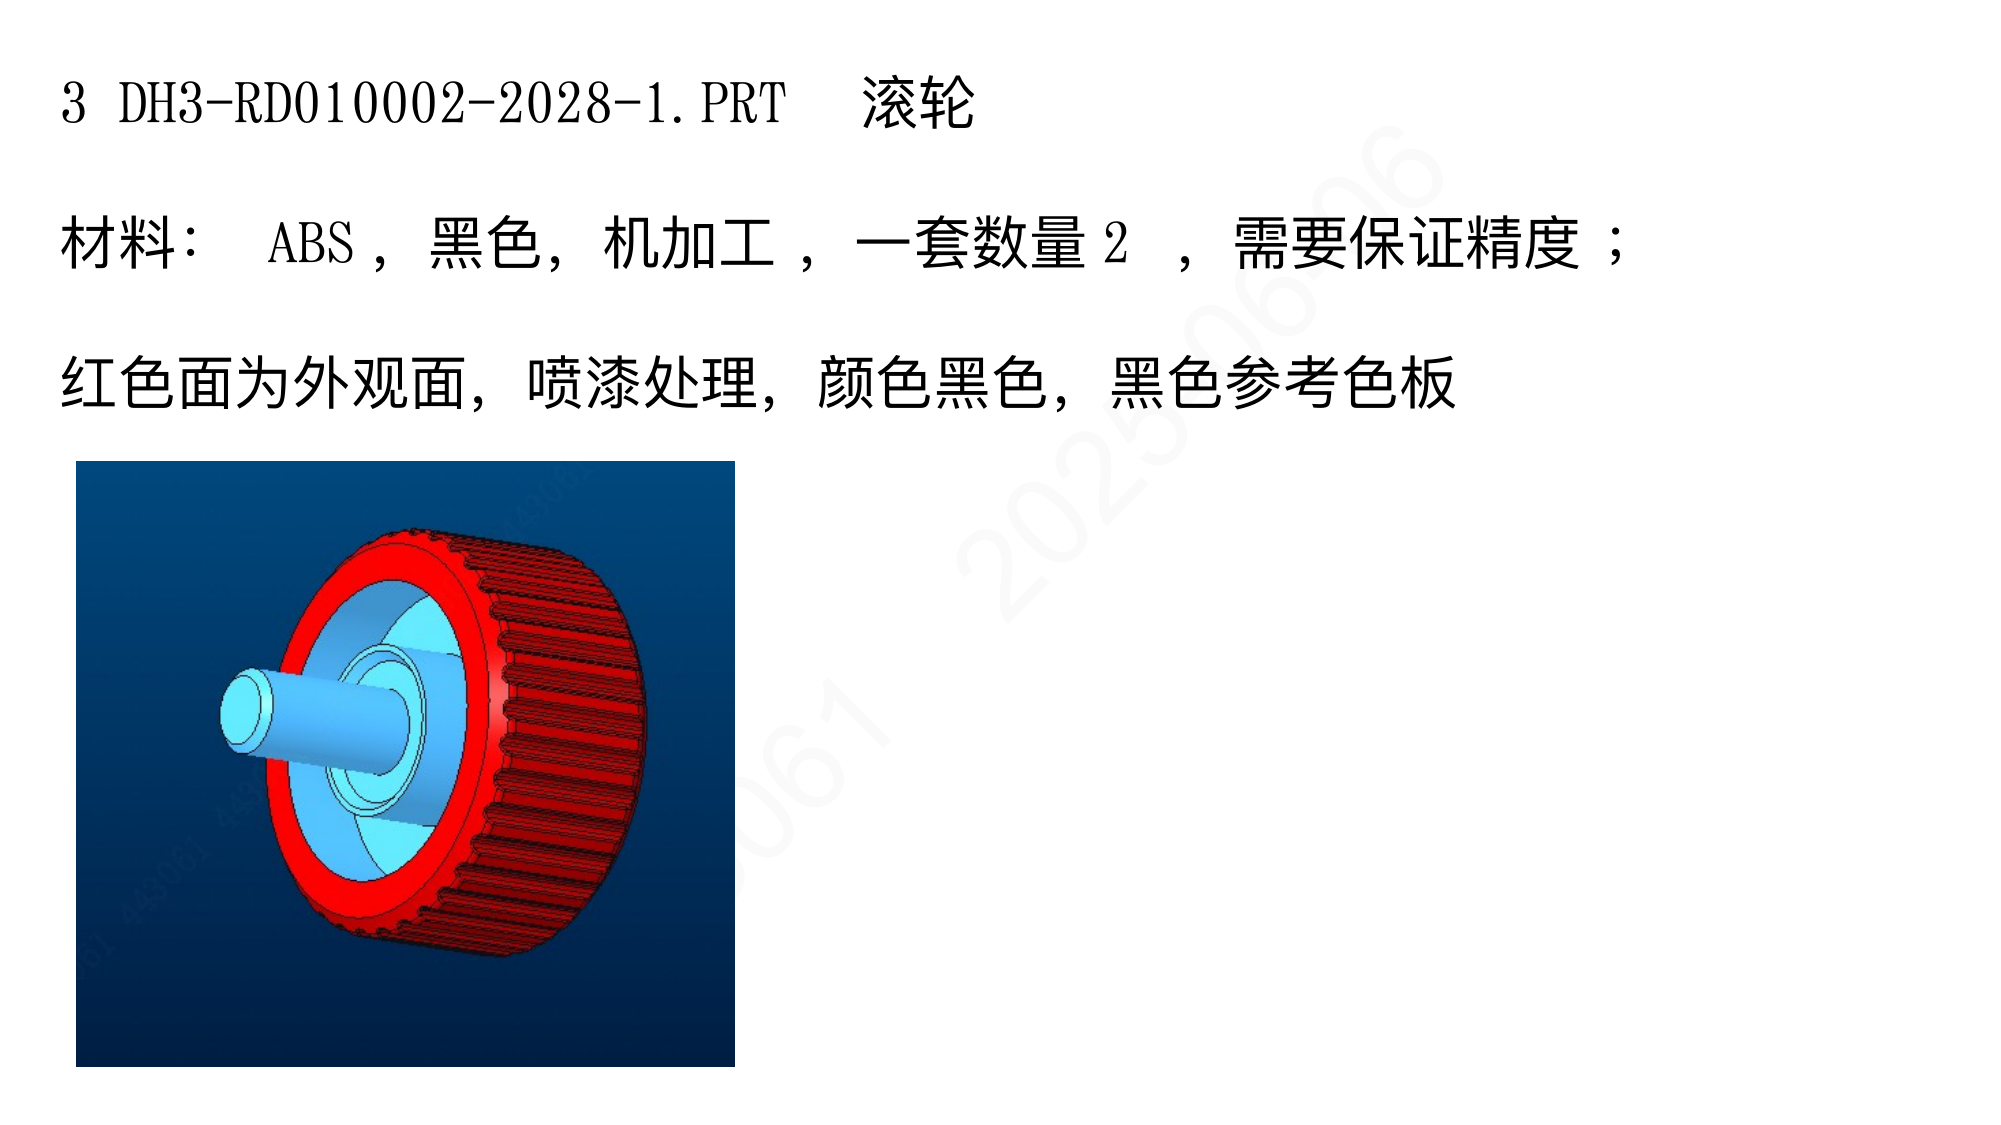 3 DH3-RD010002-2028-1.PRT 滚轮
材料： ABS ，黑色，机加工 ，一套数量 2 ，需要保证精度 ；
红色面为外观面，喷漆处理，颜色黑色，黑色参考色板